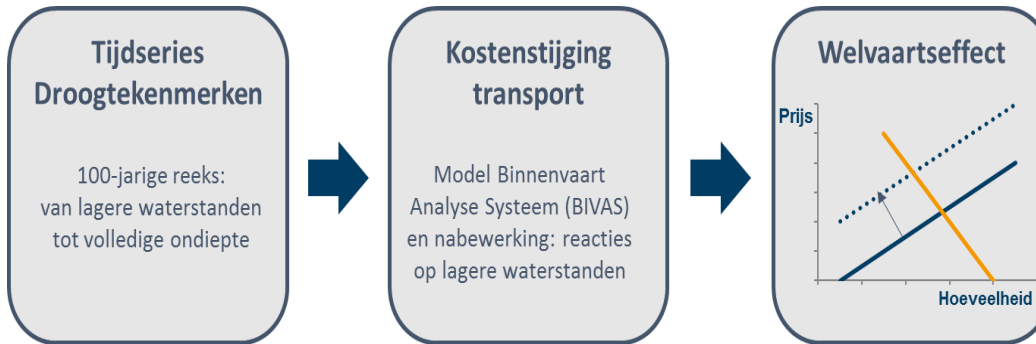 Tijdseries
Droogtekenmerken
100-jarige reeks:
van lagere waterstanden
tot volledige ondiepte
Kostenstijging
transport
Model Binnenvaart
Analyse Systeem (BIVAS)
en nabewerking: reacties
op lagere waterstanden
Welvaartseffect
Prijs
Hoeveelheid